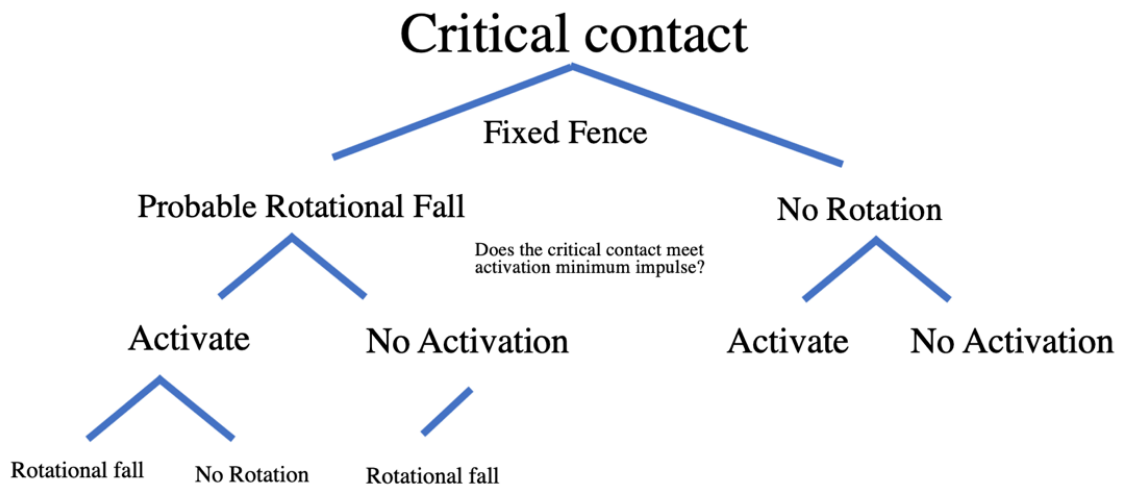 Critical contact
Fixed Fence
Probable Rotational Fall
No Rotation
Does the critical contact meet
activation minimum impulse?
Activate
No Activation
Activate
No Activation
Rotational fall
No Rotation
Rotational fall